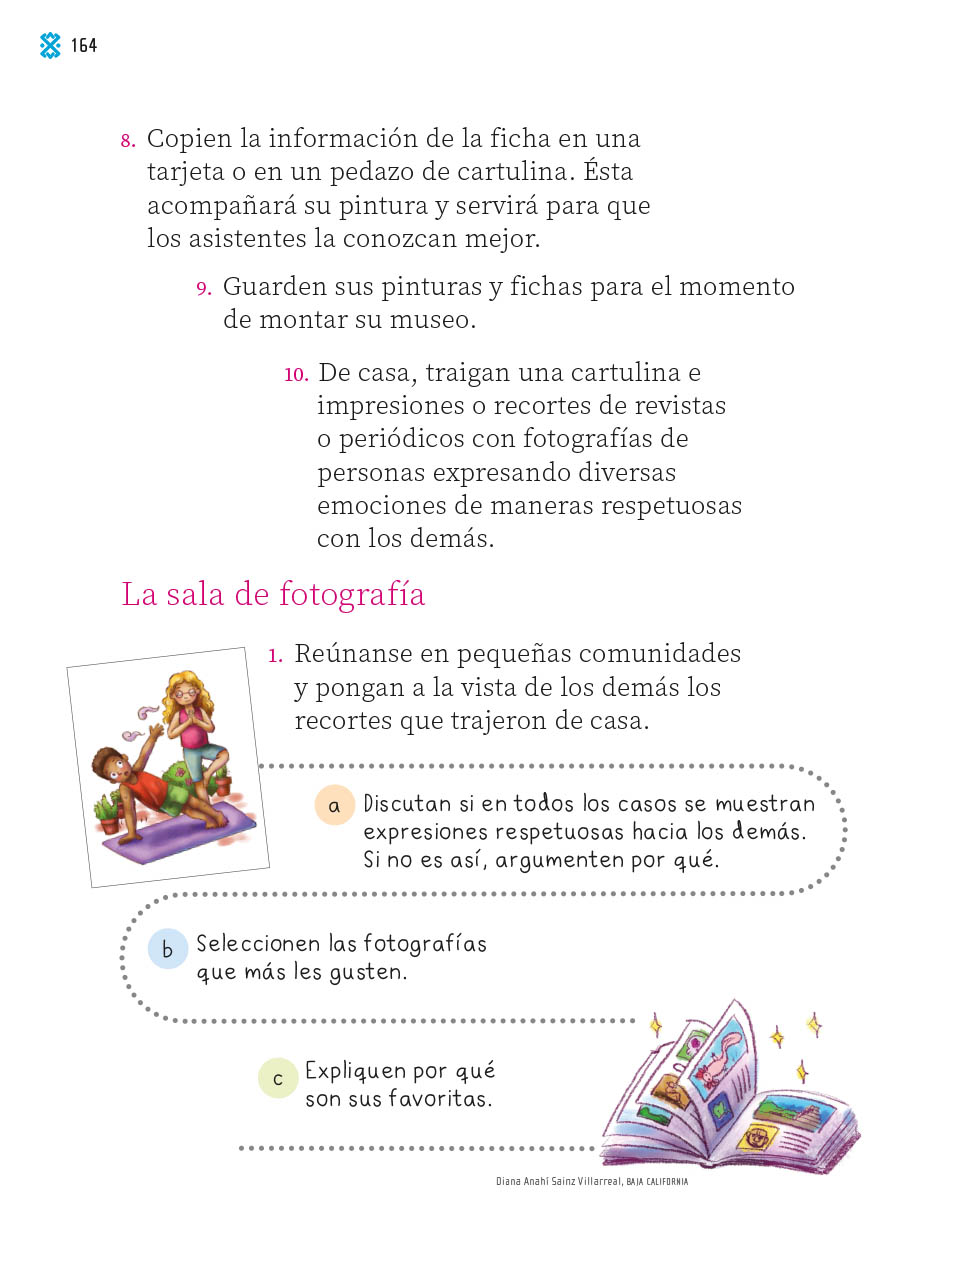 164
8. Copien la información de la ficha en una
tarjeta o en un pedazo de cartulina. Ésta
acompañará su pintura y servirá para que
los asistentes la conozcan mejor.
9. Guarden sus pinturas y fichas para el momento
de montar su museo.
10. De casa, traigan una cartulina e
impresiones o recortes de revistas
o periódicos con fotografías de
personas expresando diversas
emociones de maneras respetuosas
con los demás.
La sala de fotografía
1. Reúnanse en pequeñas comunidades
y pongan a la vista de los demás los
recortes que trajeron de casa.
a Discutan si en todos los casos se muestran
expresiones respetuosas hacia los demás.
Si no es así, argumenten por qué.
b Seleccionen las fotografías
que más les gusten.
c Expliquen por qué
son sus favoritas.
Diana Anahí Sainz Villarreal, BAJA CALIFORNIA